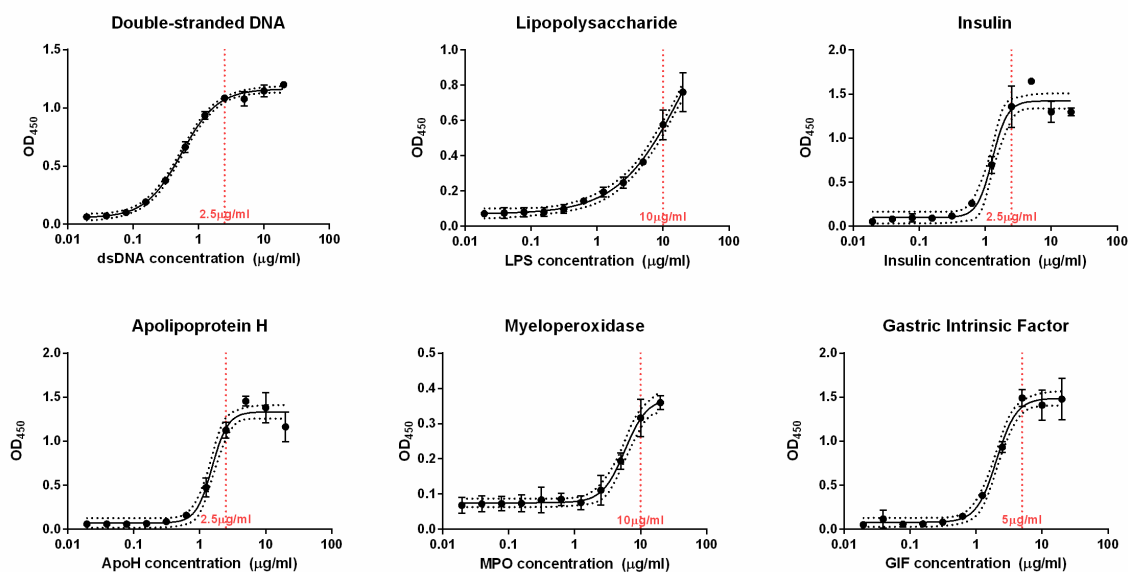 Double-stranded DNA
1.5
1.0
0.5
0.0
OD450
2.5μg/ml
0.01 0.1 1 10 100
dsDNA concentration (μg/ml)
Lipopolysaccharide
1.0
0.8
0.6
0.4
0.2
0.0
OD450
10μg/ml
0.01 0.1 1 10 100
LPS concentration (μg/ml)
Insulin
2.0
1.5
1.0
0.5
0.0
OD450
2.5μg/ml
0.01 0.1 1 10 100
Insulin concentration (μg/ml)
Apolipoprotein H
2.0
1.5
1.0
0.5
0.0
OD450
2.5μg/ml
0.01 0.1 1 10 100
ApoH concentration (μg/ml)
Myeloperoxidase
0.5
0.4
0.3
0.2
0.1
0.0
OD450
10μg/ml
0.01 0.1 1 10 100
MPO concentration (μg/ml)
Gastric Intrinsic Factor
2.0
1.5
1.0
0.5
0.0
OD450
5μg/ml
0.01 0.1 1 10 100
GIF concentration (μg/ml)